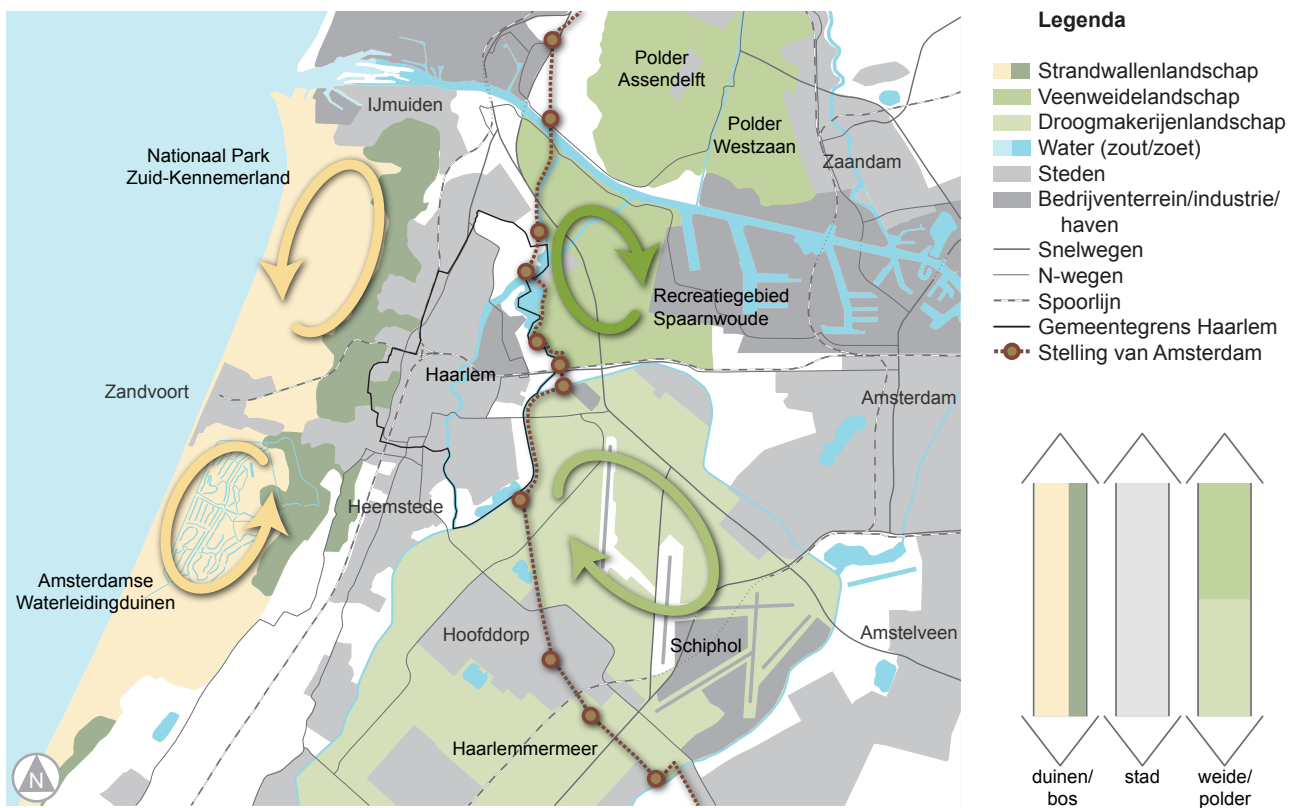 Polder
Assendelft
IJmuiden
Polder
Westzaan
Zaandam
Nationaal Park
Zuid-Kennemerland
Recreatiegebied
Spaarnwoude
Haarlem
Zandvoort
Amsterdam
Heemstede
Amsterdamse
Waterleidingduinen
Hoofddorp
Schiphol
Amstelveen
Haarlemmermeer
N
Legenda
Strandwallenlandschap
Veenweidelandschap
Droogmakerijenlandschap
Water (zout/zoet)
Steden
Bedrijventerrein/industrie/
haven
Snelwegen
N-wegen
Spoorlijn
Gemeentegrens Haarlem
Stelling van Amsterdam
duinen/
bos
stad
weide/
polder